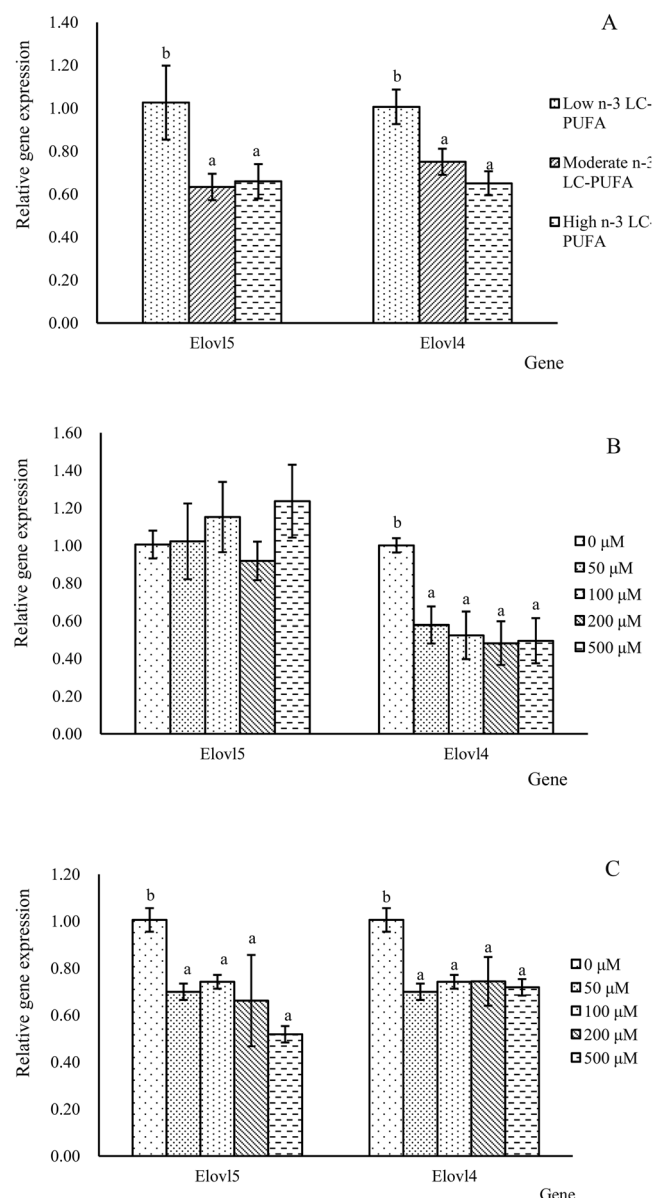 A
1.40
1.20
1.00
0.80
0.60
0.40
0.20
0.00
Relative gene expression
b
a
a
b
a
a
Elovl5
Elovl4
Gene
Low n-3 LC-
PUFA
Moderate n-3
LC-PUFA
High n-3 LC-
PUFA
B
1.60
1.40
1.20
1.00
0.80
0.60
0.40
0.20
0.00
Relative gene expression
b
a
a
a
a
Elovl5
Elovl4
Gene
0 μM
50 μM
100 μM
200 μM
500 μM
C
1.20
1.00
0.80
0.60
0.40
0.20
0.00
Relative gene expression
b
a
a
a
a
b
a
a
a
a
Elovl5
Elovl4
Gene
0 μM
50 μM
100 μM
200 μM
500 μM